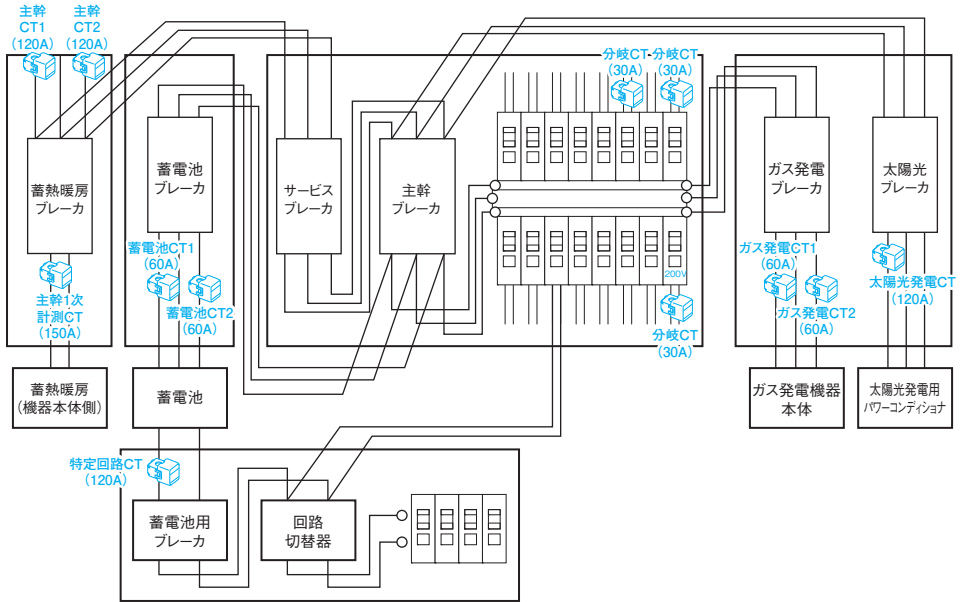 主幹
CT1
(120A)
主幹
CT2
(120A)
分岐CT
(30A)
分岐CT
(30A)
蓄熱暖房
ブレーカ
蓄電池
ブレーカ
サービス
ブレーカ
主幹
ブレーカ
ガス発電
ブレーカ
太陽光
ブレーカ
主幹1次
計測CT
(150A)
蓄電池CT1
(60A)
蓄電池CT2
(60A)
200V
分岐CT
(30A)
ガス発電CT1
(60A)
ガス発電CT2
(60A)
太陽光発電CT
(120A)
蓄熱暖房
(機器本体側)
蓄電池
ガス発電機器
本体
太陽光発電用
パワーコンディショナ
特定回路CT
(120A)
蓄電池用
ブレーカ
回路
切替器